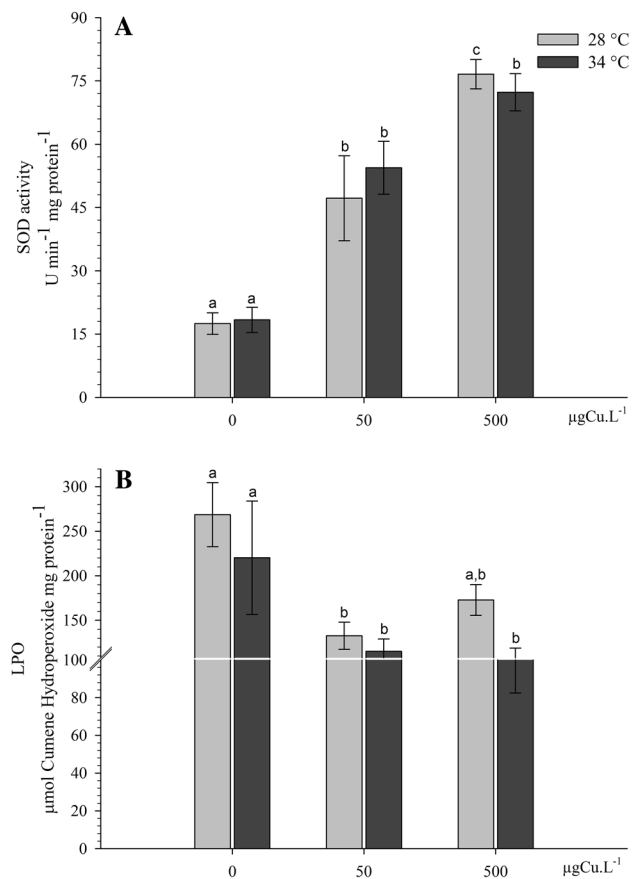 A
28 °C
34 °C
SOD activity
U min-1 mg protein-1
90
75
60
45
30
15
0
a
a
b
b
c
b
0
50
500
µgCu.L-1
B
LPO
µmol Cumene Hydroperoxide mg protein-1
300
250
200
150
100
80
60
40
20
0
a
a
b
b
a,b
b
0
50
500
µgCu.L-1